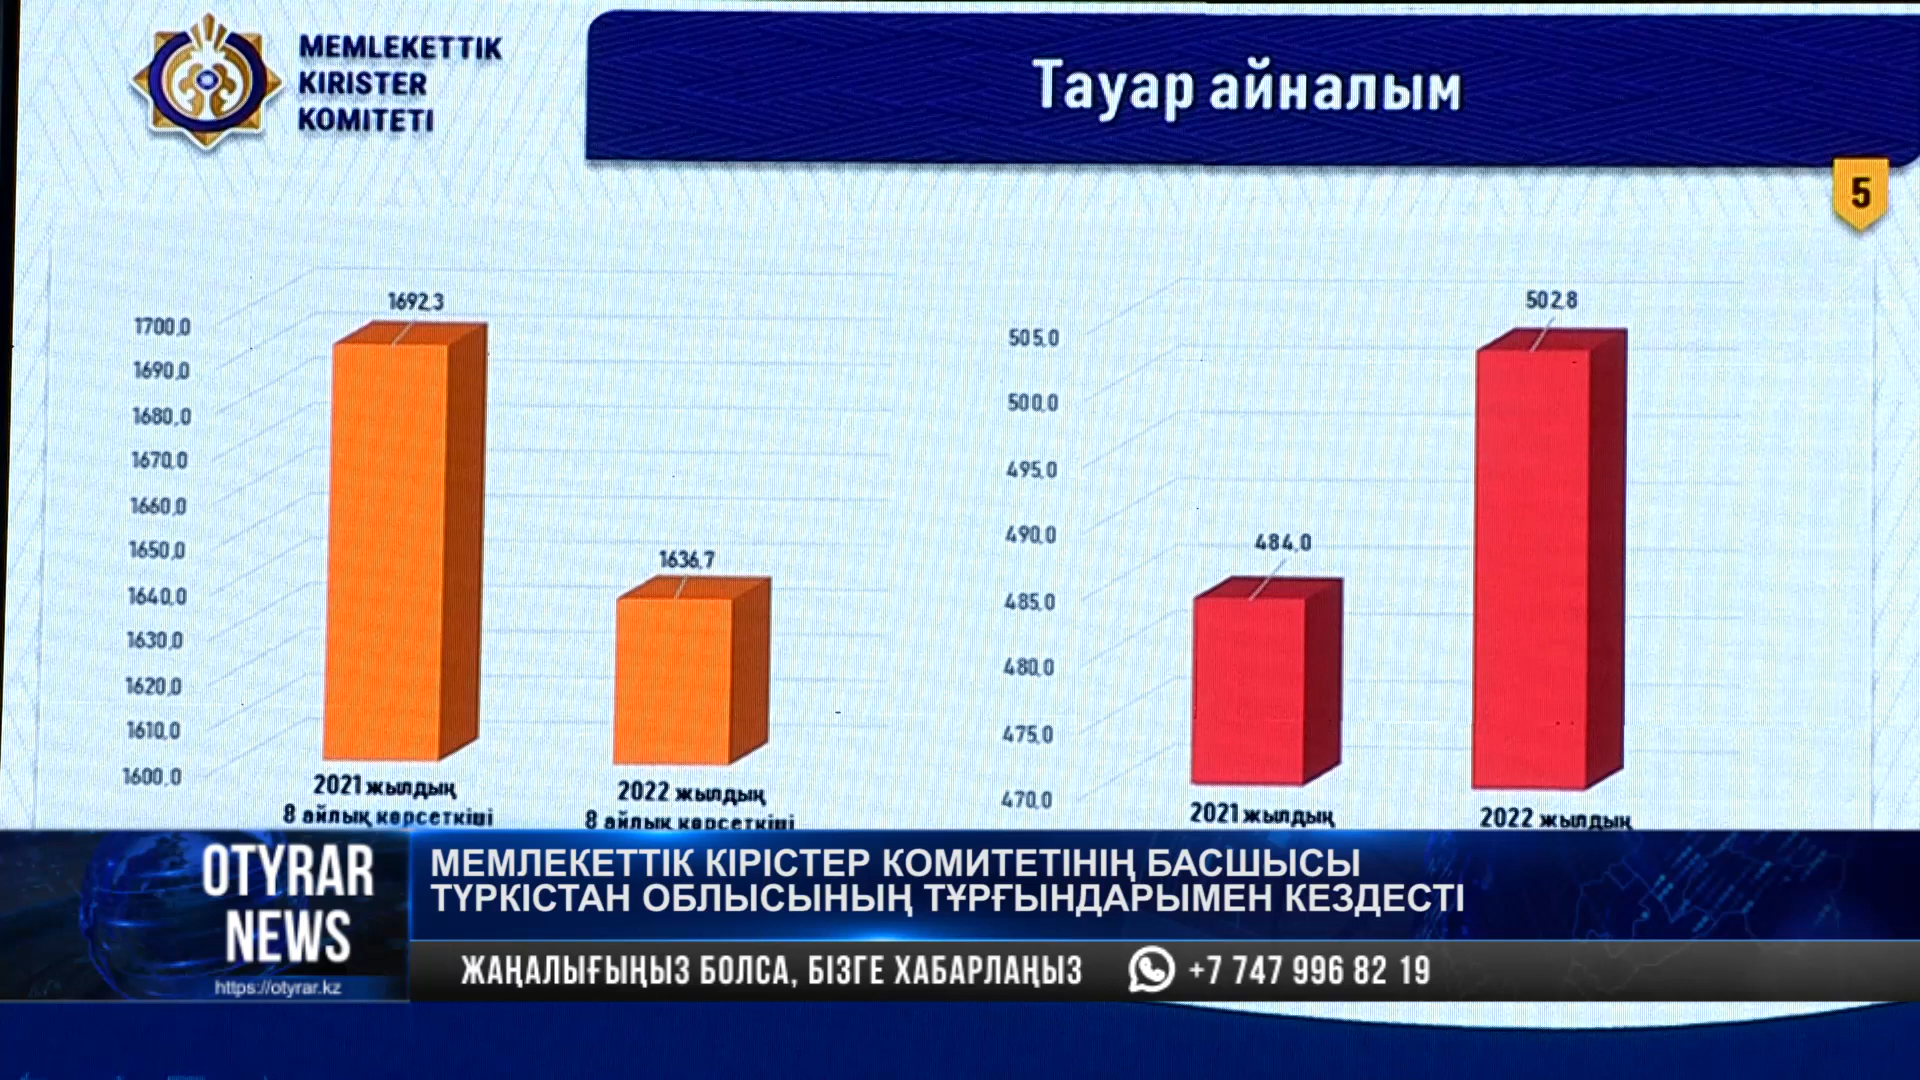 MEMLEKETTIK
KIRISTER
KOMITETI
Тауар айналым
5
1692,3
1700,0
1690,0
1680,0
1670,0
1660,0
1650,0
1640,0
1630,0
1620,0
1610,0
1600,0
1636,7
2021 жылдың
8 айлық көрсеткіші
2022 жылдың
8 айлық көрсеткіші
502,8
505,0
500,0
495,0
490,0
485,0
480,0
475,0
470,0
484,0
2021 жылдың
2022 жылдың
OTYRAR
NEWS
https://otyrar.kz
МЕМЛЕКЕТТІК КІРІСТЕР КОМИТЕТІНІҢ БАСШЫСЫ
ТҮРКІСТАН ОБЛЫСЫНЫҢ ТҰРҒЫНДАРЫМЕН КЕЗДЕСТІ
ЖАҢАЛЫҒЫҢЫЗ БОЛСА, БІЗГЕ ХАБАРЛАҢЫЗ +7 747 996 82 19